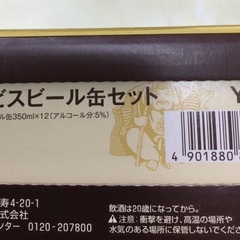 ビスビール缶セット Y
ル缶350ml×12(アルコール分:5%)
4 901880
寿4-20-1
式会社
ンター 0120-207800
飲酒は20歳になってから。
⚠注意:衝撃を避け、高温の場所や
水気のある場所に保管しないでくださ